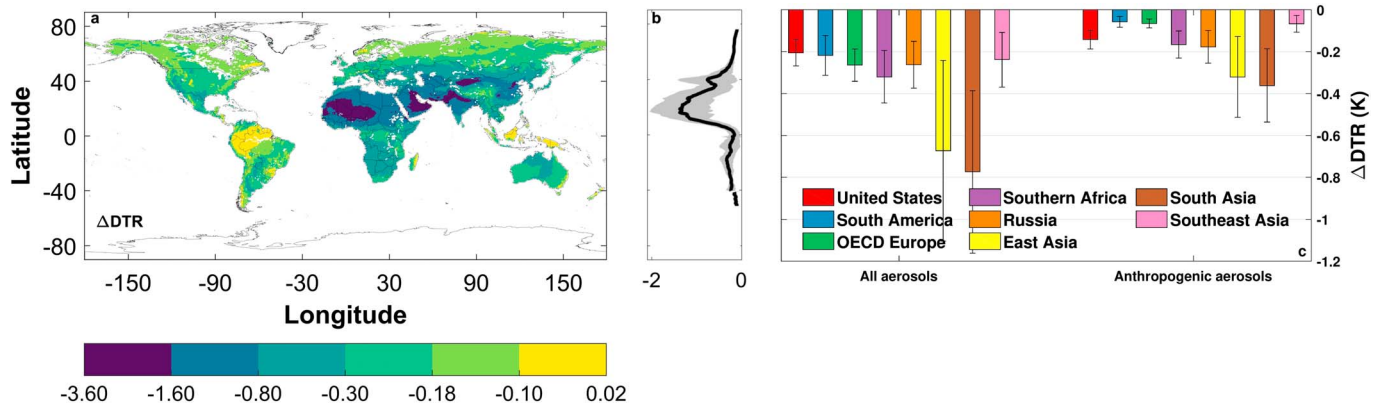 a
80
40
0
-40
-80
Latitude
ΔDTR
-150 -90 -30 30 90 150
Longitude
-3.60 -1.60 -0.80 -0.30 -0.18 -0.10 0.02
b
-2 0
0
-0.2
-0.4
-0.6
-0.8
-1
-1.2
ΔDTR (K)
United States Southern Africa South Asia
South America Russia Southeast Asia
OECD Europe East Asia
c
All aerosols Anthropogenic aerosols